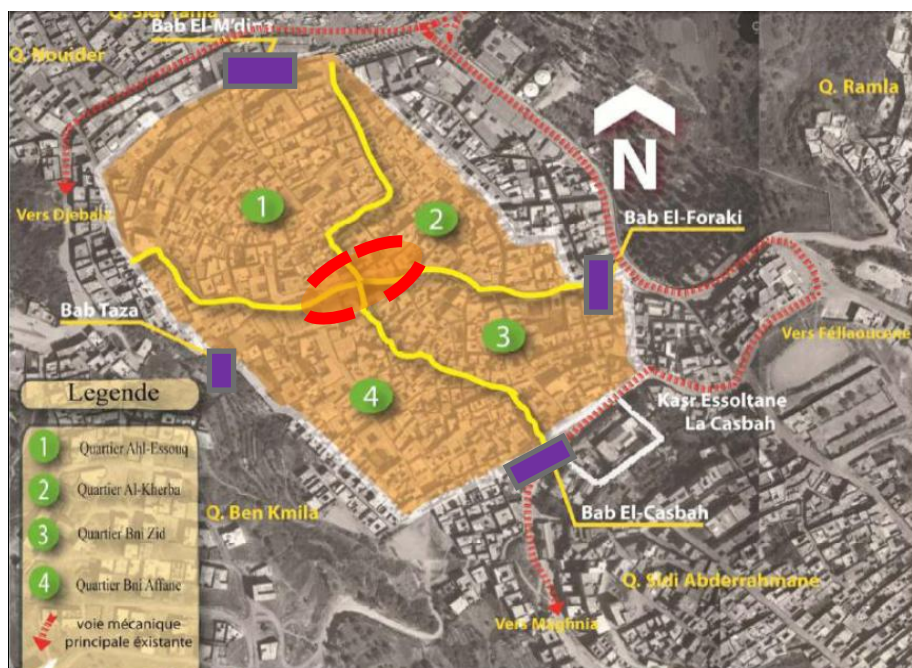 Bab El-M'dina
Q. Nouider
Q. Ramla
N
1
2
Bab El-Foraki
Vers Djebala
Bab Taza
3
Vers Fellaoucene
4
Legende
Kasr Essoltane
La Casbah
1 Quartier Ahl-Essouq
2 Quartier Al-Kherba
Q. Ben Kmila
Bab El-Casbah
3 Quartier Bni Zid
4 Quartier Bni Affane
Q. Sidi Abderrahmane
voie mécanique
principale éxistante
Vers Maghnia